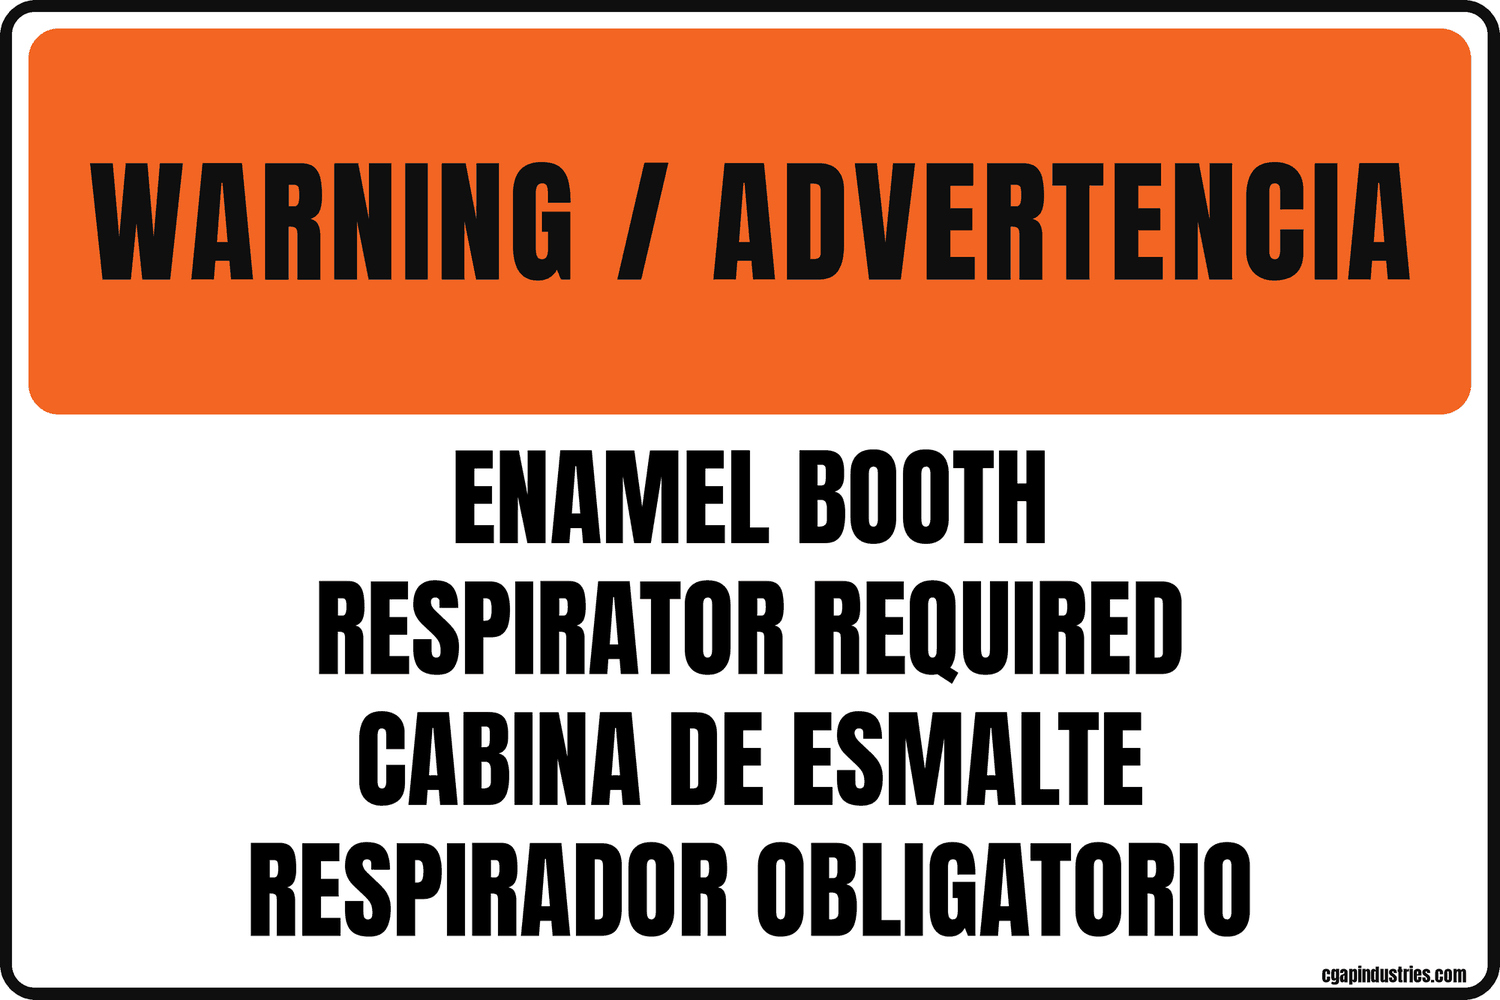 WARNING / ADVERTENCIA
ENAMEL BOOTH
RESPIRATOR REQUIRED
CABINA DE ESMALTE
RESPIRADOR OBLIGATORIO
cgapindustries.com